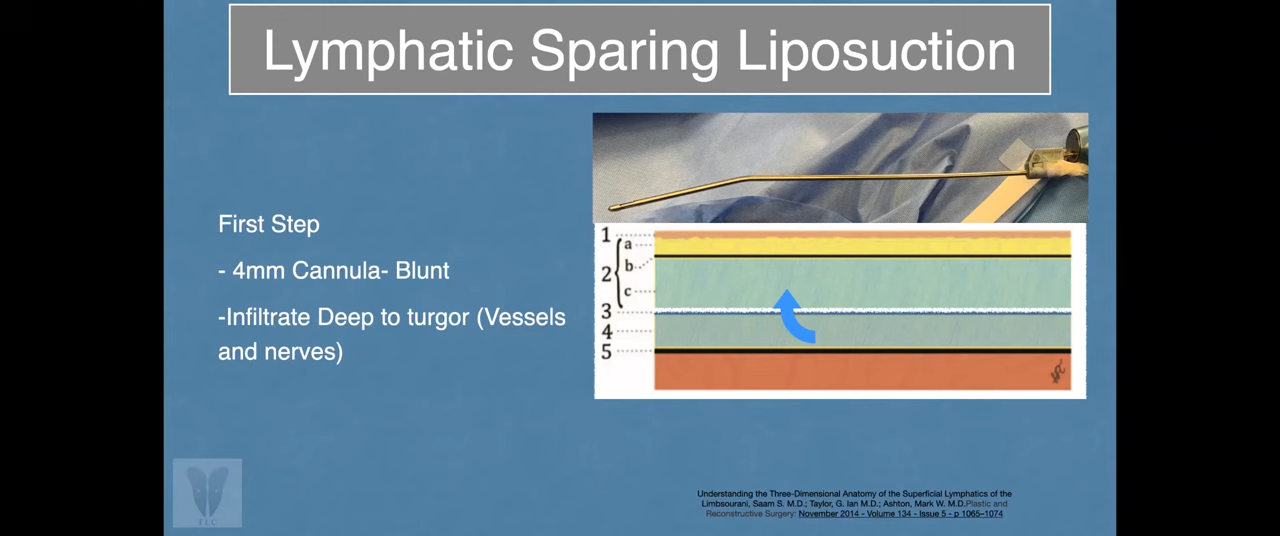 Lymphatic Sparing Liposuction
First Step
- 4mm Cannula- Blunt
-Infiltrate Deep to turgor (Vessels
and nerves)
1
a
b
2
c
3
4
5
Understanding the Three-Dimensional Anatomy of the Superficial Lymphatics of the
Limbsourani, Saam S. M.D.; Taylor, G. Ian M.D.; Ashton, Mark W. M.D.Plastic and
Reconstructive Surgery: November 2014 - Volume 134 - Issue 5 - p 1065–1074